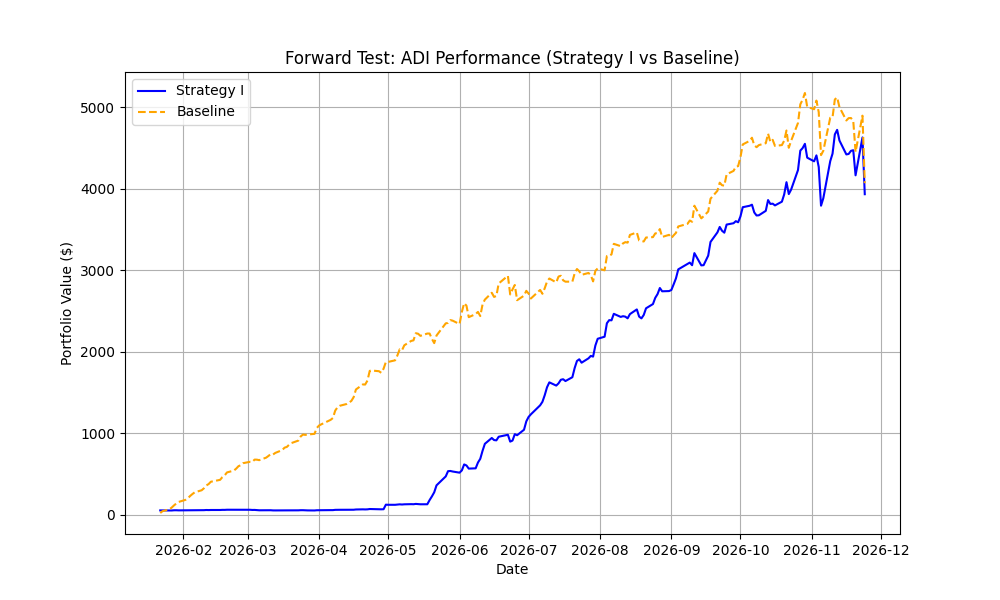 Forward Test: ADI Performance (Strategy I vs Baseline)
Strategy I
Baseline
Portfolio Value ($)
5000
4000
3000
2000
1000
0
2026-02 2026-03 2026-04 2026-05 2026-06 2026-07 2026-08 2026-09 2026-10 2026-11 2026-12
Date